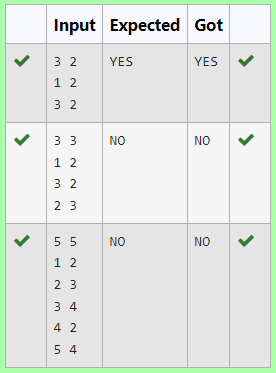 Input Expected Got
3 2 YES YES
1 2
3 2
3 3 NO NO
1 2
3 2
2 3
5 5 NO NO
1 2
2 3
3 4
4 2
5 4